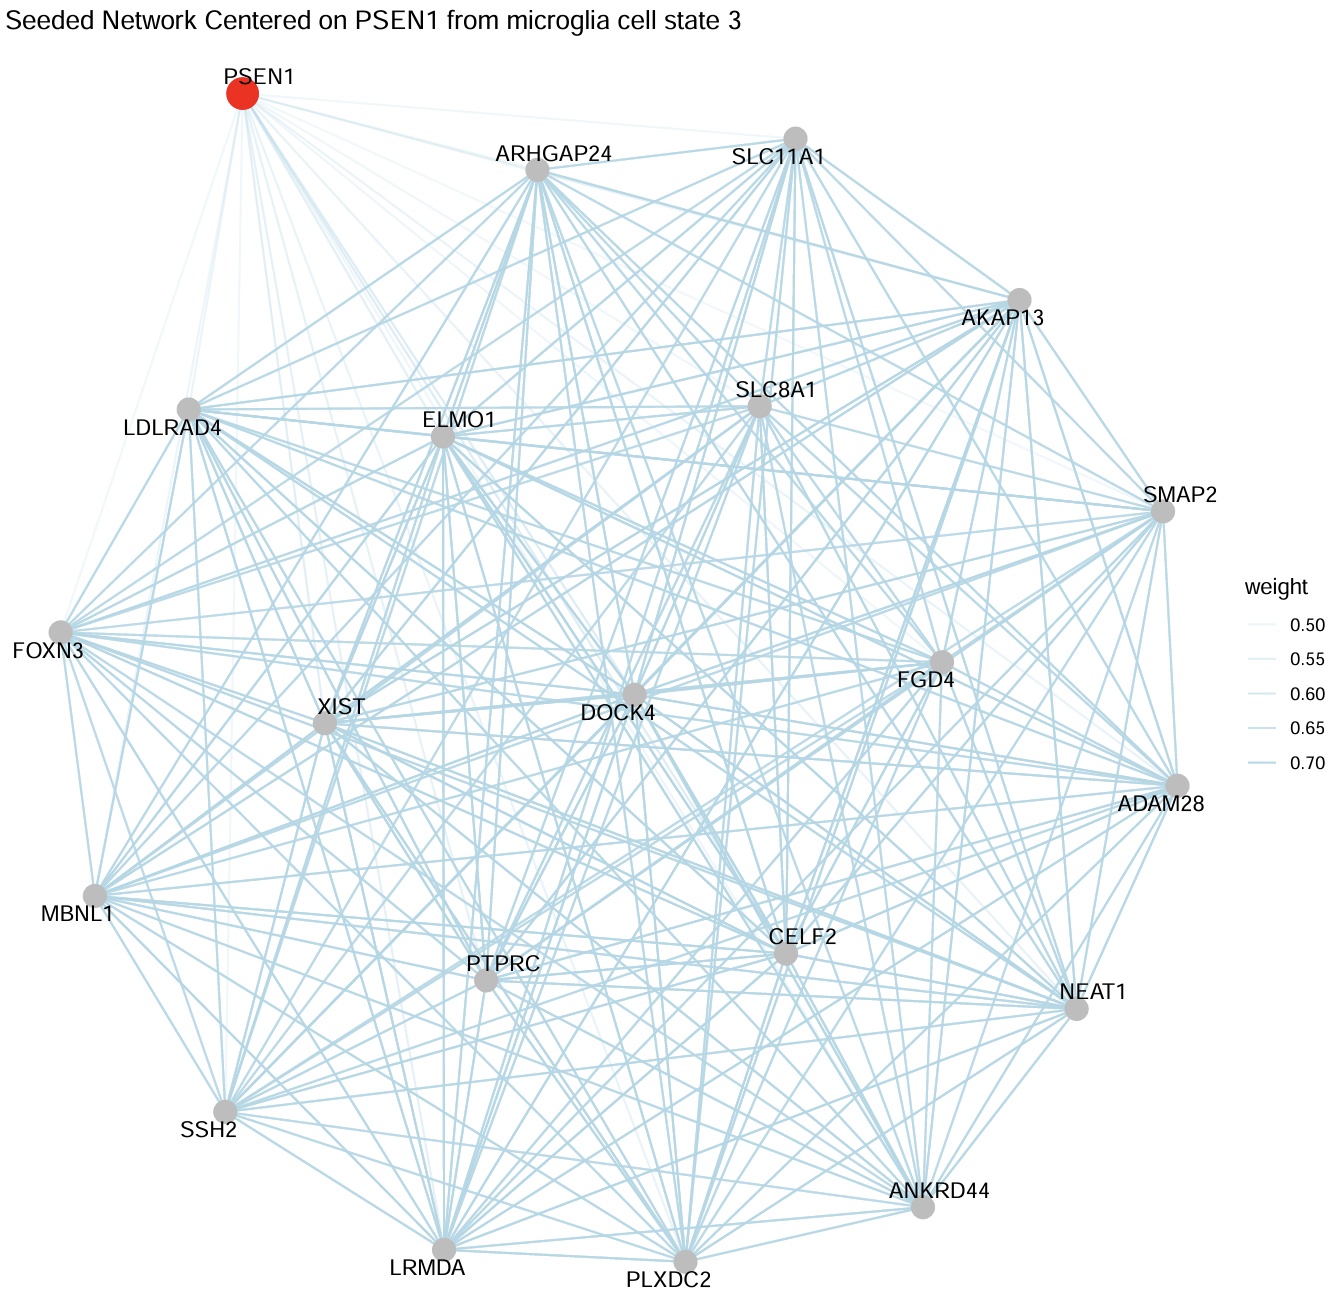 Seeded Network Centered on PSEN1 from microglia cell state 3
PSEN1
ARHGAP24
SLC11A1
AKAP13
SLC8A1
LDLRAD4
ELMO1
SMAP2
weight
0.50
0.55
0.60
0.65
0.70
FOXN3
FGD4
XIST
DOCK4
ADAM28
MBNL1
CELF2
PTPRC
NEAT1
SSH2
ANKRD44
LRMDA
PLXDC2